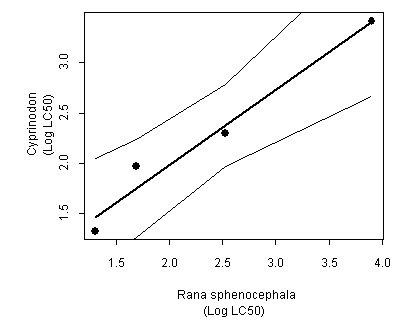 Cyprinodon
(Log LC50)
3.0
2.5
2.0
1.5
1.5 2.0 2.5 3.0 3.5 4.0
Rana sphenocephala
(Log LC50)